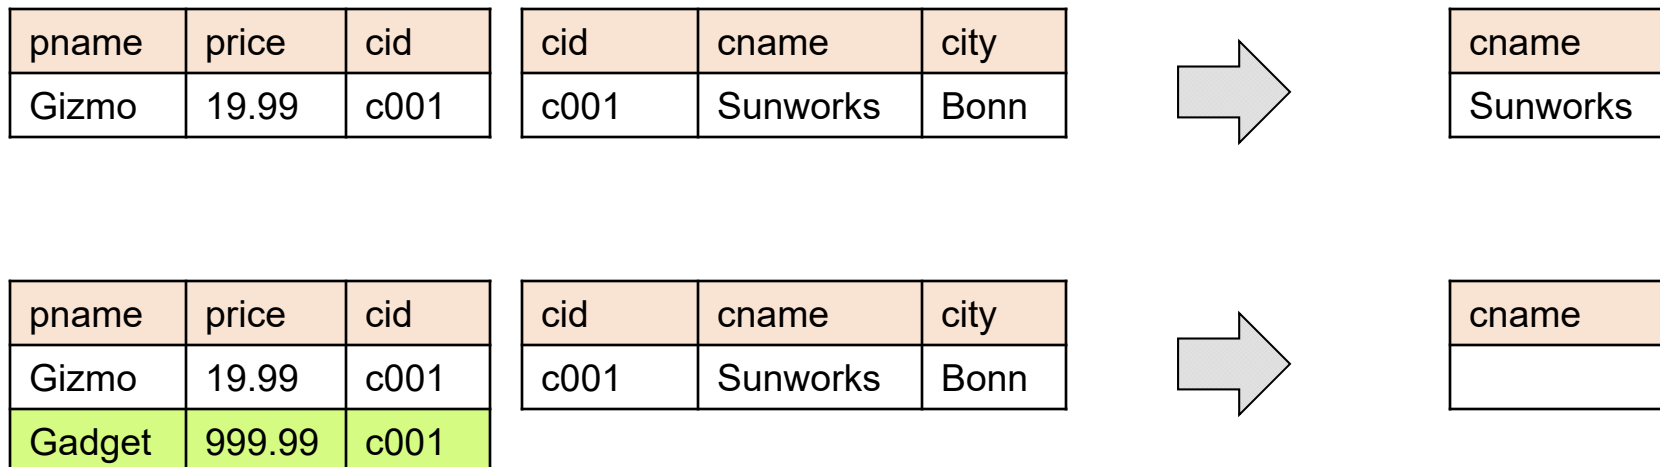 pname price cid cid cname city cname
Gizmo 19.99 c001 c001 Sunworks Bonn Sunworks
pname price cid cid cname city cname
Gizmo 19.99 c001 c001 Sunworks Bonn
Gadget 999.99 c001